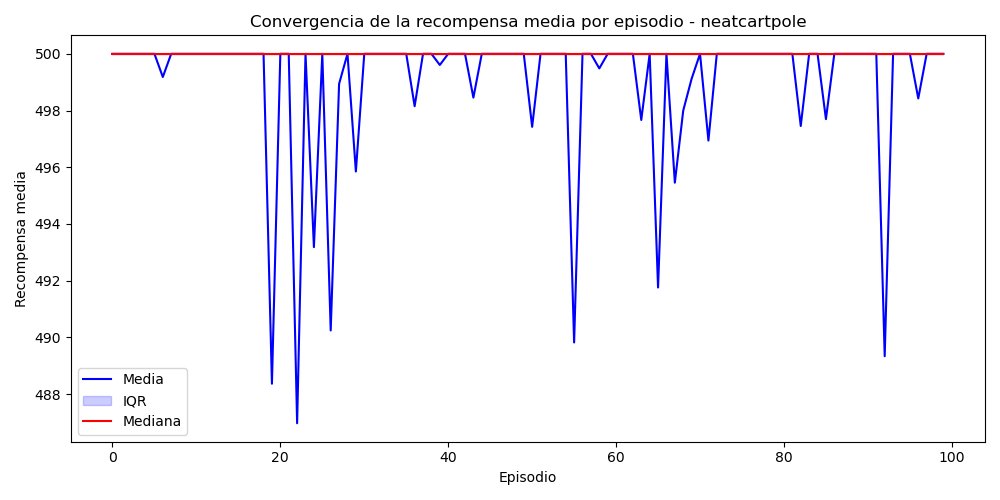 Convergencia de la recompensa media por episodio - neatcartpole
Recompensa media
500
498
496
494
492
490
488
Media
IQR
Mediana
0
20
40
60
80
100
Episodio